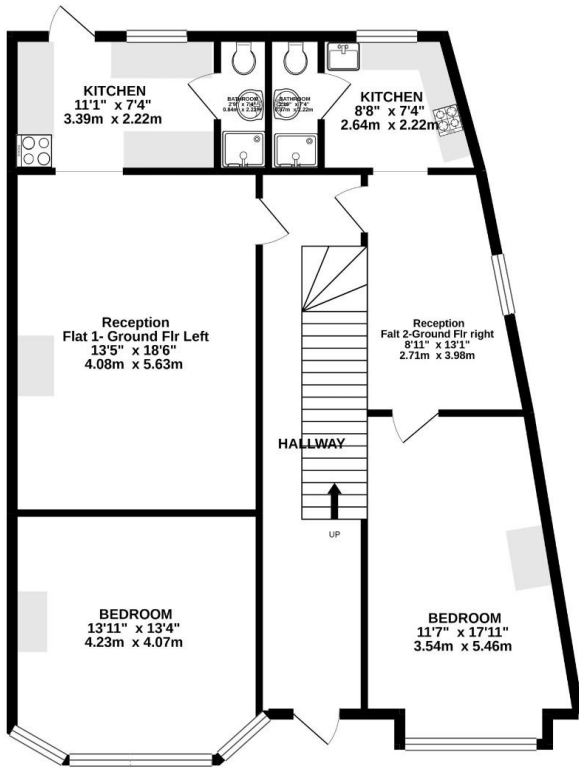 KITCHEN
11'1" x 7'4"
3.39m x 2.22m
BATHROOM
BATHROOM
KITCHEN
8'8" x 7'4"
2.64m x 2.22m
Reception
Flat 1- Ground Flr Left
13'5" x 18'6"
4.08m x 5.63m
Reception
Falt 2-Ground Flr right
8'11" x 13'1"
2.71m x 3.98m
HALLWAY
UP
BEDROOM
13'11" x 13'4"
4.23m x 4.07m
BEDROOM
11'7" x 17'11"
3.54m x 5.46m